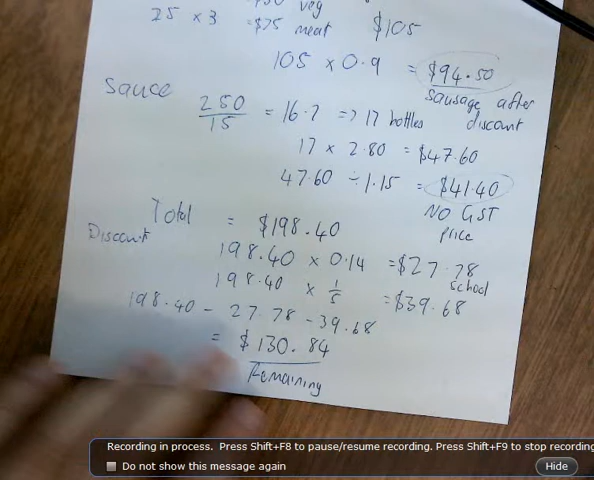 $30 veg
25 x 3 = $75 meat $105
105 x 0.9 = $94.50
Sauce sausage after discount
250/15 = 16.7 => 17 bottles
17 x 2.80 = $47.60
47.60 ÷ 1.15 = $41.40
NO GST price
Total = $198.40
Discount 198.40 x 0.14 = $27.78
198.40 x 1/5 = $39.68 school
198.40 - 27.78 - 39.68
= $130.84
Remaining
Recording in process. Press Shift+F8 to pause/resume recording. Press Shift+F9 to stop recording
Do not show this message again
Hide